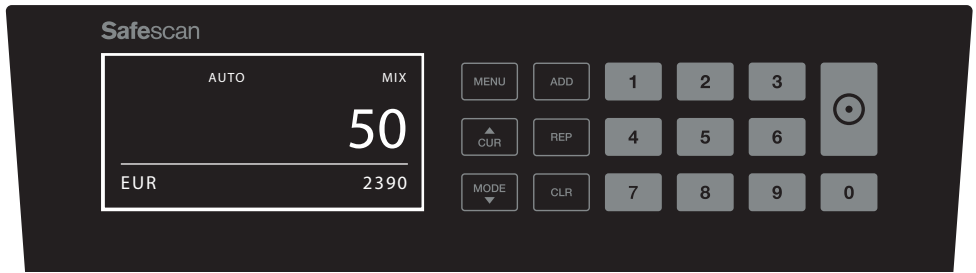 Safescan
AUTO MIX
50
EUR 2390
MENU ADD 1 2 3
CUR REP 4 5 6
MODE CLR 7 8 9 0